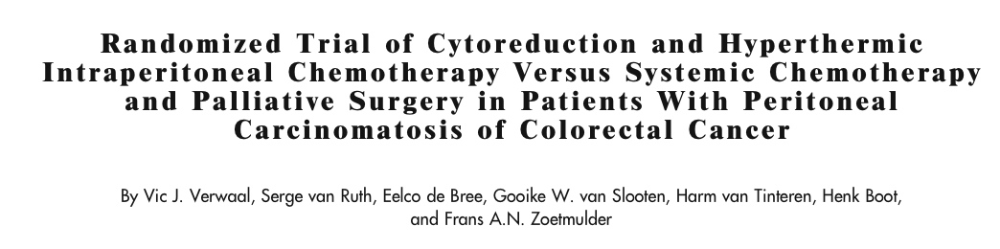 Randomized Trial of Cytoreduction and Hyperthermic
Intraperitoneal Chemotherapy Versus Systemic Chemotherapy
and Palliative Surgery in Patients With Peritoneal
Carcinomatosis of Colorectal Cancer
By Vic J. Verwaal, Serge van Ruth, Eelco de Bree, Gooike W. van Slooten, Harm van Tinteren, Henk Boot,
and Frans A.N. Zoetmulder